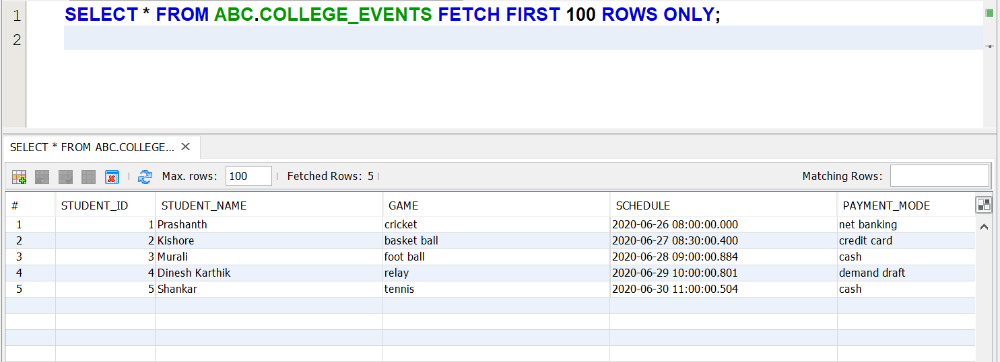 1 SELECT * FROM ABC.COLLEGE_EVENTS FETCH FIRST 100 ROWS ONLY;
2
SELECT * FROM ABC.COLLEGE...
Max. rows: 100 Fetched Rows: 5 Matching Rows:
# STUDENT_ID STUDENT_NAME GAME SCHEDULE PAYMENT_MODE
1 1 Prashanth cricket 2020-06-26 08:00:00.000 net banking
2 2 Kishore basket ball 2020-06-27 08:30:00.400 credit card
3 3 Murali foot ball 2020-06-28 09:00:00.884 cash
4 4 Dinesh Karthik relay 2020-06-29 10:00:00.801 demand draft
5 5 Shankar tennis 2020-06-30 11:00:00.504 cash